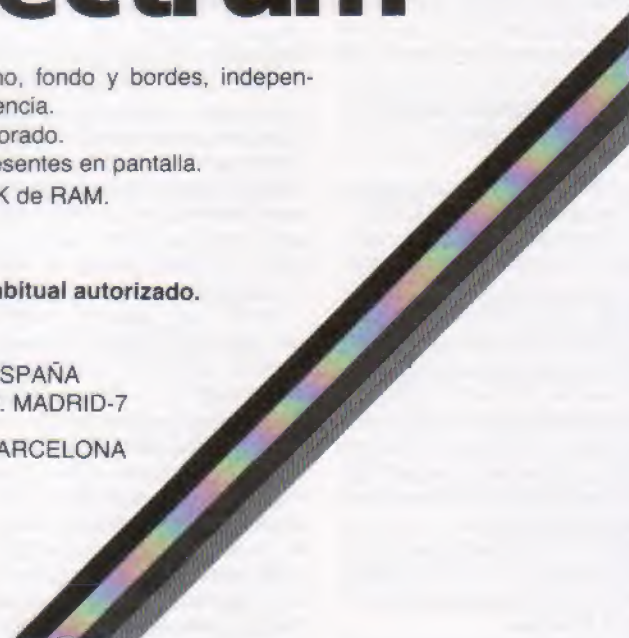 ectrum
no, fondo y bordes, indepen-
encia.
orado.
esentes en pantalla.
K de RAM.
abitual autorizado.
SPAÑA
. MADRID-7
ARCELONA